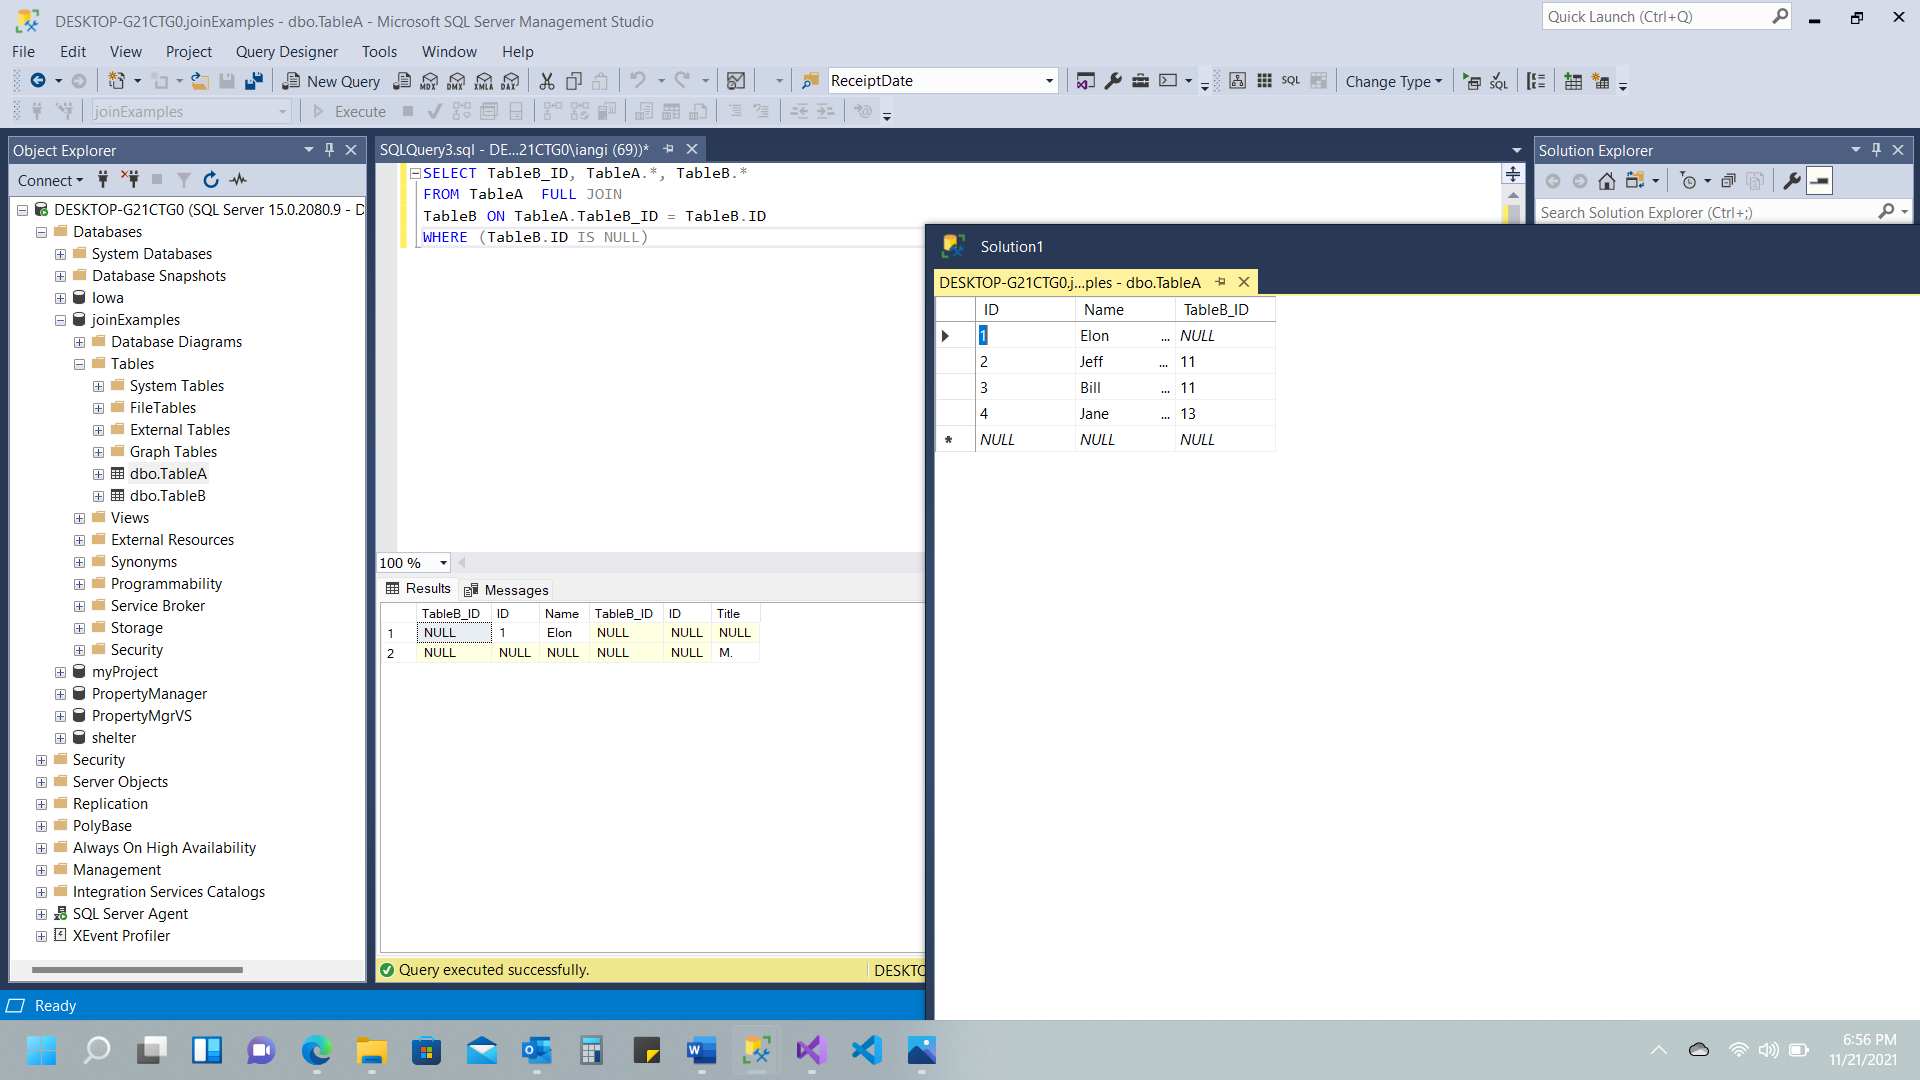 DESKTOP-G21CTG0.joinExamples - dbo.TableA - Microsoft SQL Server Management Studio
Quick Launch (Ctrl+Q)
File Edit View Project Query Designer Tools Window Help
New Query MDX DMX XMLA DAX ReceiptDate SQL Change Type SQL
joinExamples Execute
Object Explorer
Connect
DESKTOP-G21CTG0 (SQL Server 15.0.2080.9 - D
Databases
System Databases
Database Snapshots
Iowa
joinExamples
Database Diagrams
Tables
System Tables
FileTables
External Tables
Graph Tables
dbo.TableA
dbo.TableB
Views
External Resources
Synonyms
Programmability
Service Broker
Storage
Security
myProject
PropertyManager
PropertyMgrVS
shelter
Security
Server Objects
Replication
PolyBase
Always On High Availability
Management
Integration Services Catalogs
SQL Server Agent
XEvent Profiler
SQLQuery3.sql - DE...21CTG0\iangi (69))*
SELECT TableB_ID, TableA.*, TableB.*
FROM TableA  FULL JOIN
TableB ON TableA.TableB_ID = TableB.ID
WHERE (TableB.ID IS NULL)
100 %
Results Messages
TableB_ID ID Name TableB_ID ID Title
1 NULL 1 Elon NULL NULL NULL
2 NULL NULL NULL NULL NULL M.
Query executed successfully. DESKTO
Solution Explorer
Search Solution Explorer (Ctrl+;)
Solution1
DESKTOP-G21CTG0.j...ples - dbo.TableA
ID Name TableB_ID
1 Elon ... NULL
2 Jeff ... 11
3 Bill ... 11
4 Jane ... 13
* NULL NULL NULL
Ready
6:56 PM
11/21/2021